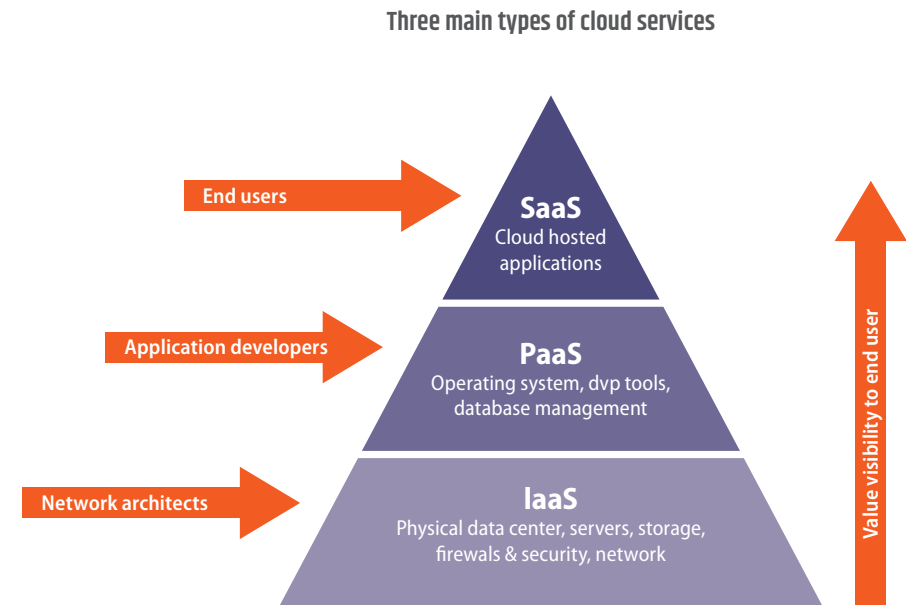 Three main types of cloud services
End users
SaaS
Cloud hosted
applications
Application developers
PaaS
Operating system, dvp tools,
database management
Network architects
IaaS
Physical data center, servers, storage,
firewals & security, network
Value visibility to end user